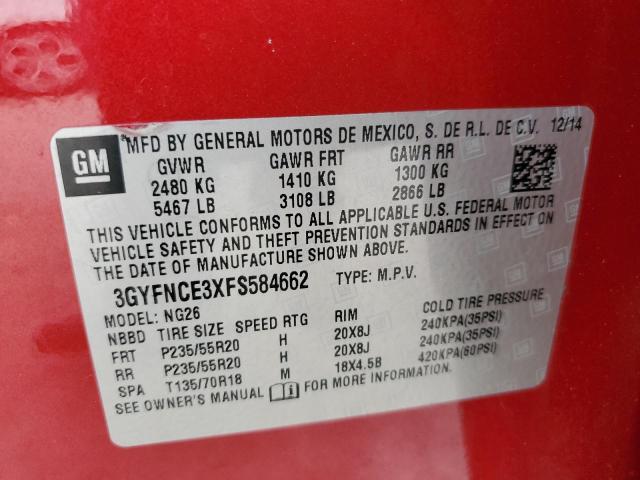 GM
MFD BY GENERAL MOTORS DE MEXICO, S. DE R.L. DE C.V. 12/14
GVWR GAWR FRT GAWR RR
2480 KG 1410 KG 1300 KG
5467 LB 3108 LB 2866 LB
THIS VEHICLE CONFORMS TO ALL APPLICABLE U.S. FEDERAL MOTOR
VEHICLE SAFETY AND THEFT PREVENTION STANDARDS IN EFFECT ON
THE DATE OF MANUFACTURE SHOWN ABOVE.
3GYFNCE3XFS584662 TYPE: M.P.V.
MODEL: NG26
NBBD TIRE SIZE SPEED RTG RIM COLD TIRE PRESSURE
FRT P235/55R20 H 20X8J 240KPA(35PSI)
RR P235/55R20 H 20X8J 240KPA(35PSI)
SPA T135/70R18 M 18X4.5B 420KPA(60PSI)
SEE OWNER'S MANUAL FOR MORE INFORMATION.